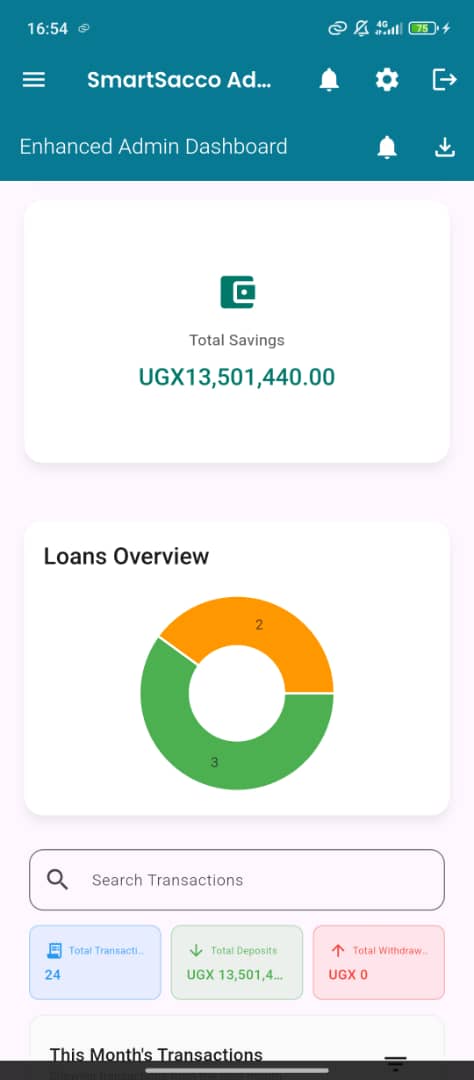 16:54
4G
75
SmartSacco Ad...
Enhanced Admin Dashboard
Total Savings
UGX13,501,440.00
Loans Overview
2
3
Search Transactions
Total Transacti..
Total Deposits
Total Withdraw..
24
UGX 13,501,4...
UGX 0
This Month's Transactions